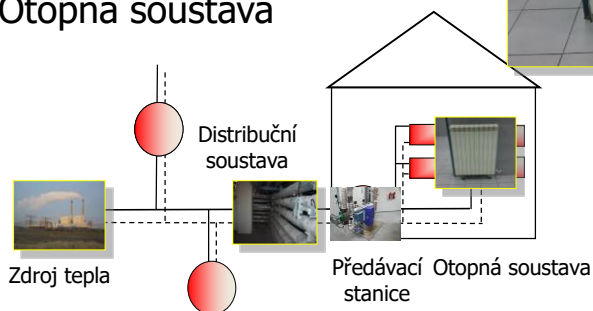 Otopná soustava
Distribuční
soustava
Zdroj tepla
Předávací
stanice
Otopná soustava